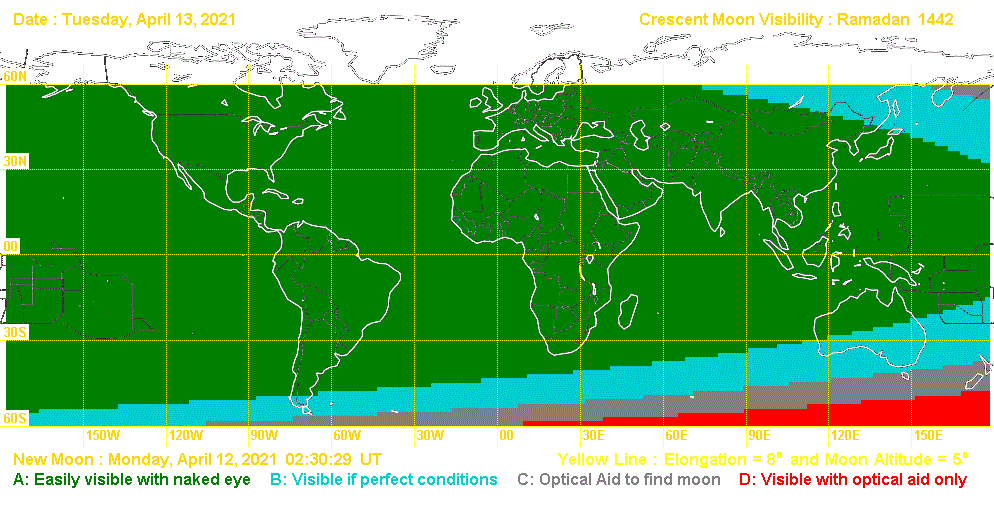 Date : Tuesday, April 13, 2021
Crescent Moon Visibility : Ramadan 1442
60N
30N
00
30S
60S
150W 120W 90W 60W 30W 00 30E 60E 90E 120E 150E
New Moon : Monday, April 12, 2021 02:30:29 UT
Yellow Line : Elongation = 8° and Moon Altitude = 5°
A: Easily visible with naked eye B: Visible if perfect conditions C: Optical Aid to find moon D: Visible with optical aid only